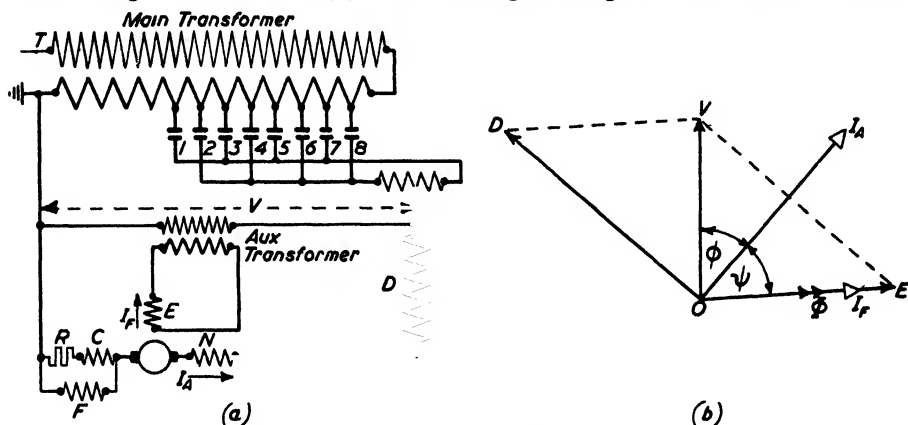 Main Transformer
T
1 2 3 4 5 6 7 8
V
Aux
Transformer
D
I_F E
R C N
I_A
F
(a)
D V I_A
ϕ
ψ
O Φ I_F E
(b)